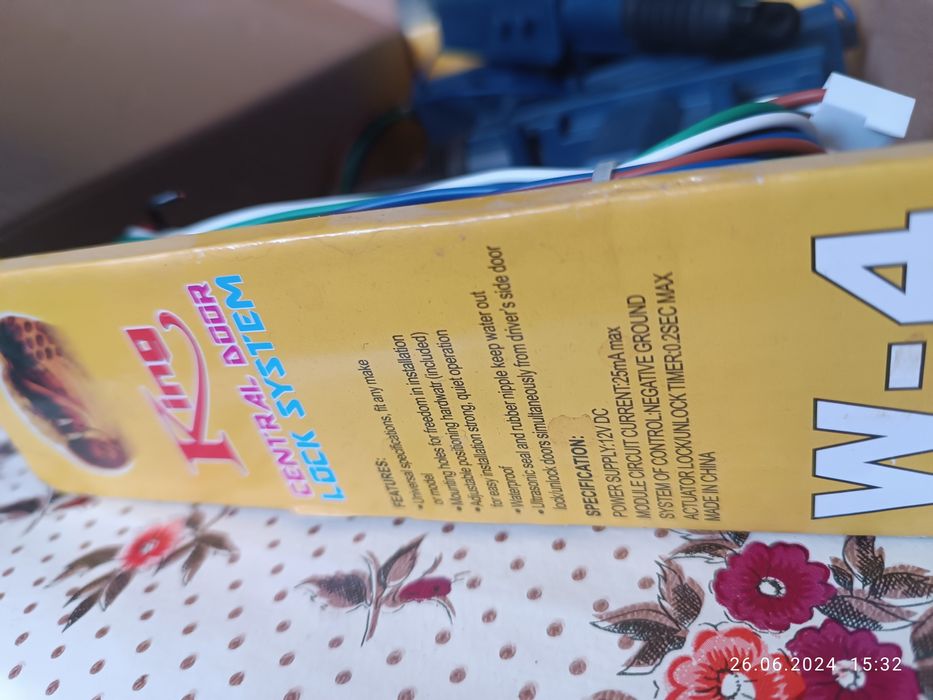 King
CENTRAL DOOR
LOCK SYSTEM
FEATURES:
•Universal specifications, fit any make
or model
•Mounting holes for freedom in installation
•Adjustable positioning hardwatr (included)
for easy installation strong, quiet operation
•Waterproof
•Ultrasonic seal and rubber nipple keep water out
lock/unlock doors simultaneously from driver's side door
SPECIFICATION:
POWER SUPPLY:12V DC
MODULE CIRCUIT CURRENT:25mA max
SYSTEM OF CONTROL:NEGATIVE GROUND
ACTUATOR LOCK/UNLOCK TIMER:0.2SEC MAX
MADE IN CHINA
W-4
26.06.2024 15:32